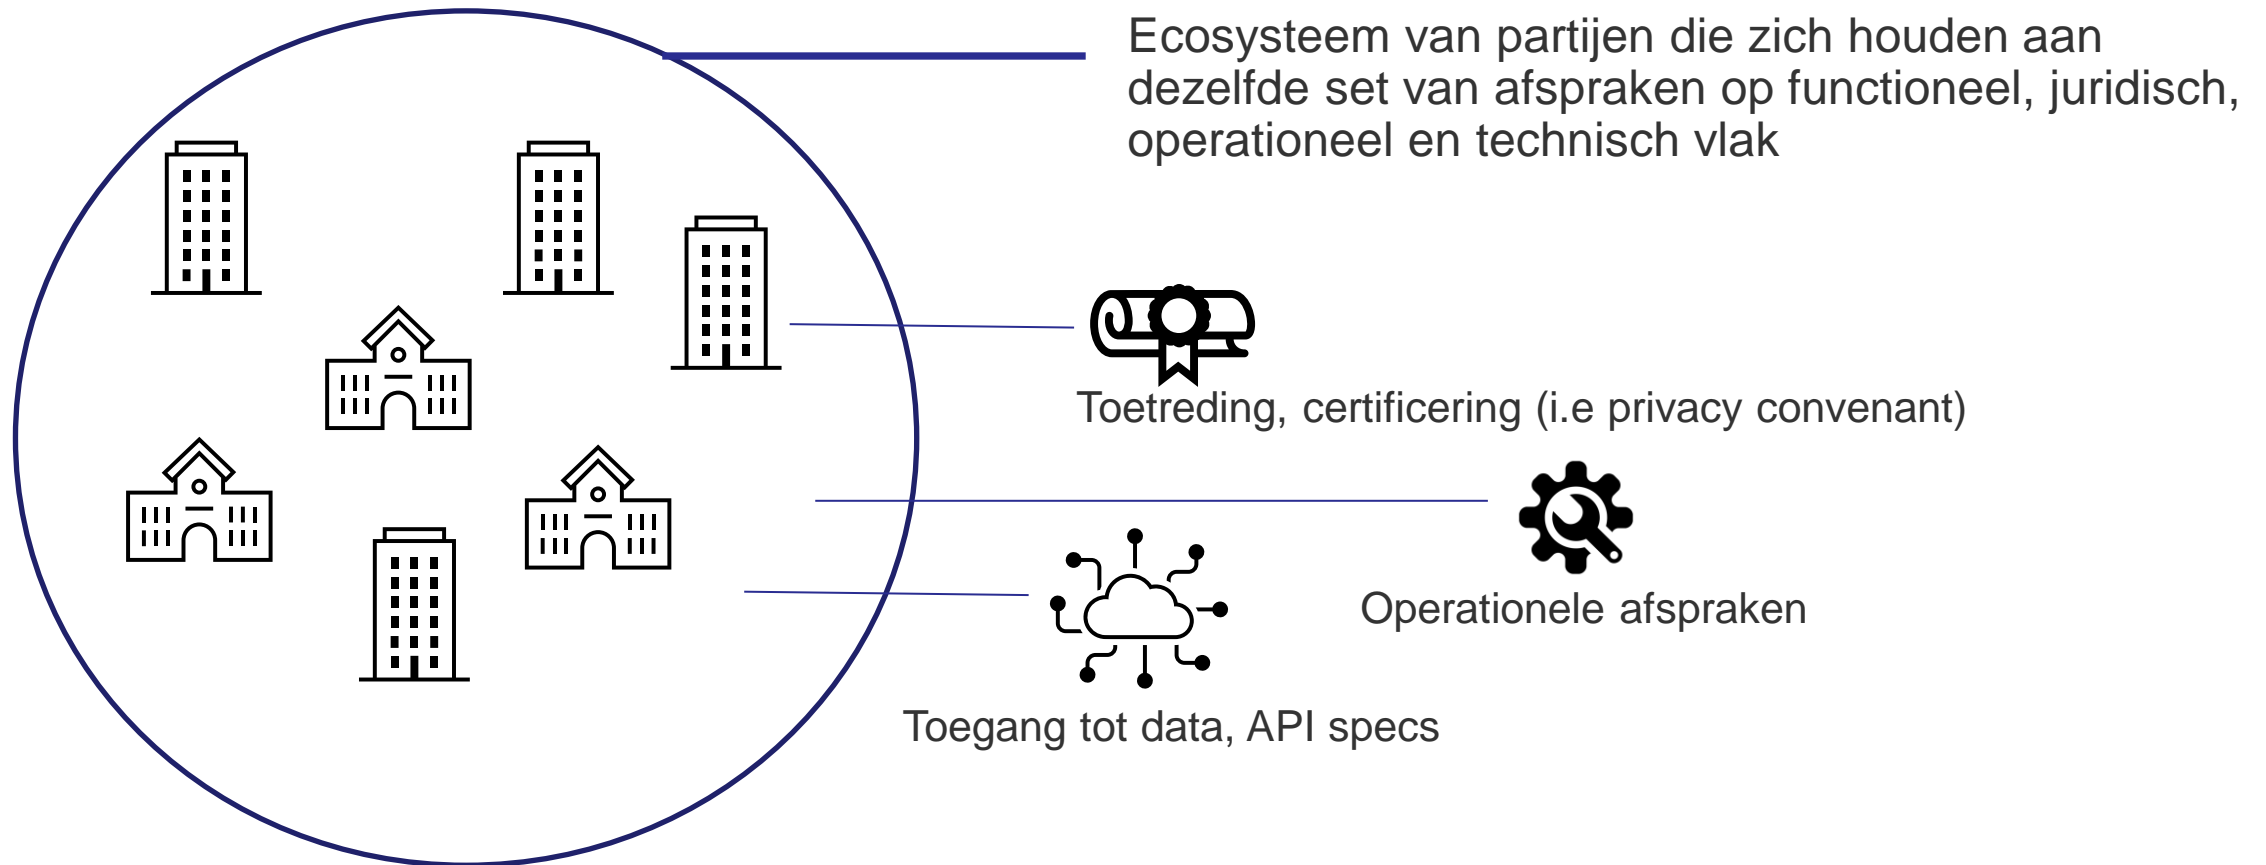 Ecosysteem van partijen die zich houden aan
dezelfde set van afspraken op functioneel, juridisch,
operationeel en technisch vlak
Toetreding, certificering (i.e privacy convenant)
Operationele afspraken
Toegang tot data, API specs